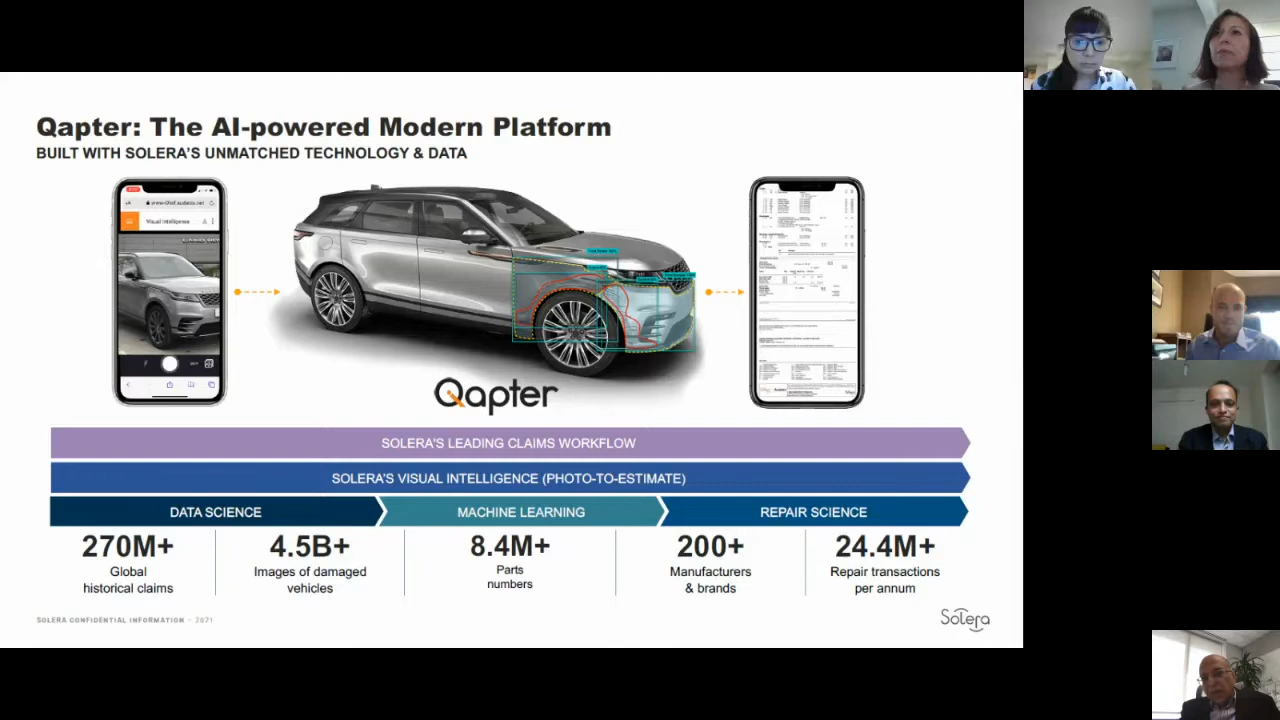 Qapter: The AI-powered Modern Platform
BUILT WITH SOLERA'S UNMATCHED TECHNOLOGY & DATA
Visual Intelligence
Qapter
SOLERA'S LEADING CLAIMS WORKFLOW
SOLERA'S VISUAL INTELLIGENCE (PHOTO-TO-ESTIMATE)
DATA SCIENCE
MACHINE LEARNING
REPAIR SCIENCE
270M+
Global
historical claims
4.5B+
Images of damaged
vehicles
8.4M+
Parts
numbers
200+
Manufacturers
& brands
24.4M+
Repair transactions
per annum
SOLERA CONFIDENTIAL INFORMATION - 2021
Solera